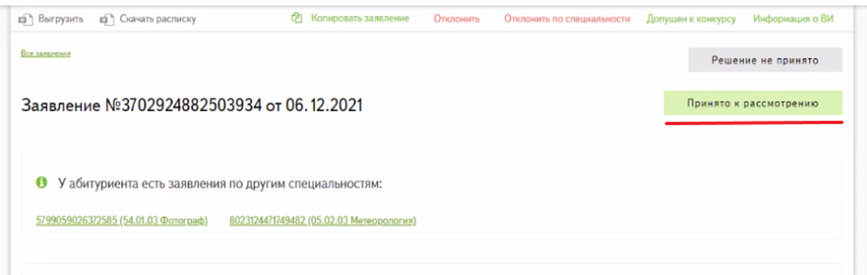 Выгрузить Скачать расписку Копировать заявление Отклонить Отклонить по специальности Допущен к конкурсу Информация о ВИ
Все заявления
Решение не принято
Заявление №3702924882503934 от 06.12.2021
Принято к рассмотрению
У абитуриента есть заявления по другим специальностям:
5799059026372585 (54.01.03 Фотограф) 8023124471749482 (05.02.03 Метеорология)